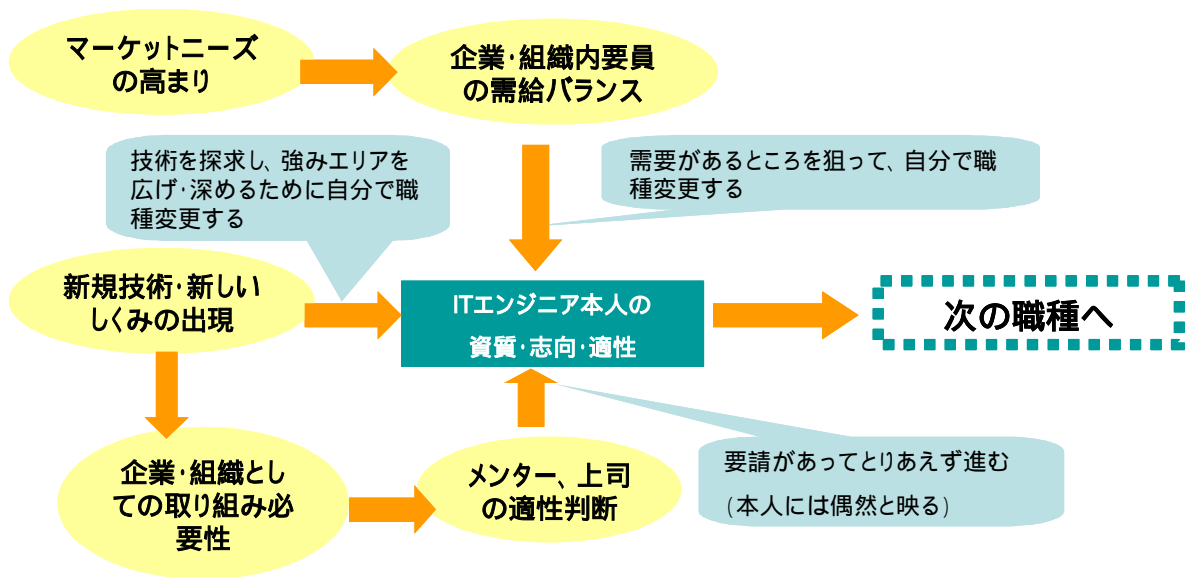 マーケットニーズ
の高まり
企業・組織内要員
の需給バランス
技術を探求し、強みエリアを
広げ・深めるために自分で職
種変更する
需要があるところを狙って、自分で職
種変更する
新規技術・新しい
しくみの出現
ITエンジニア本人の
資質・志向・適性
次の職種へ
企業・組織とし
ての取り組み必
要性
メンター、上司
の適性判断
要請があってとりあえず進む
(本人には偶然と映る)